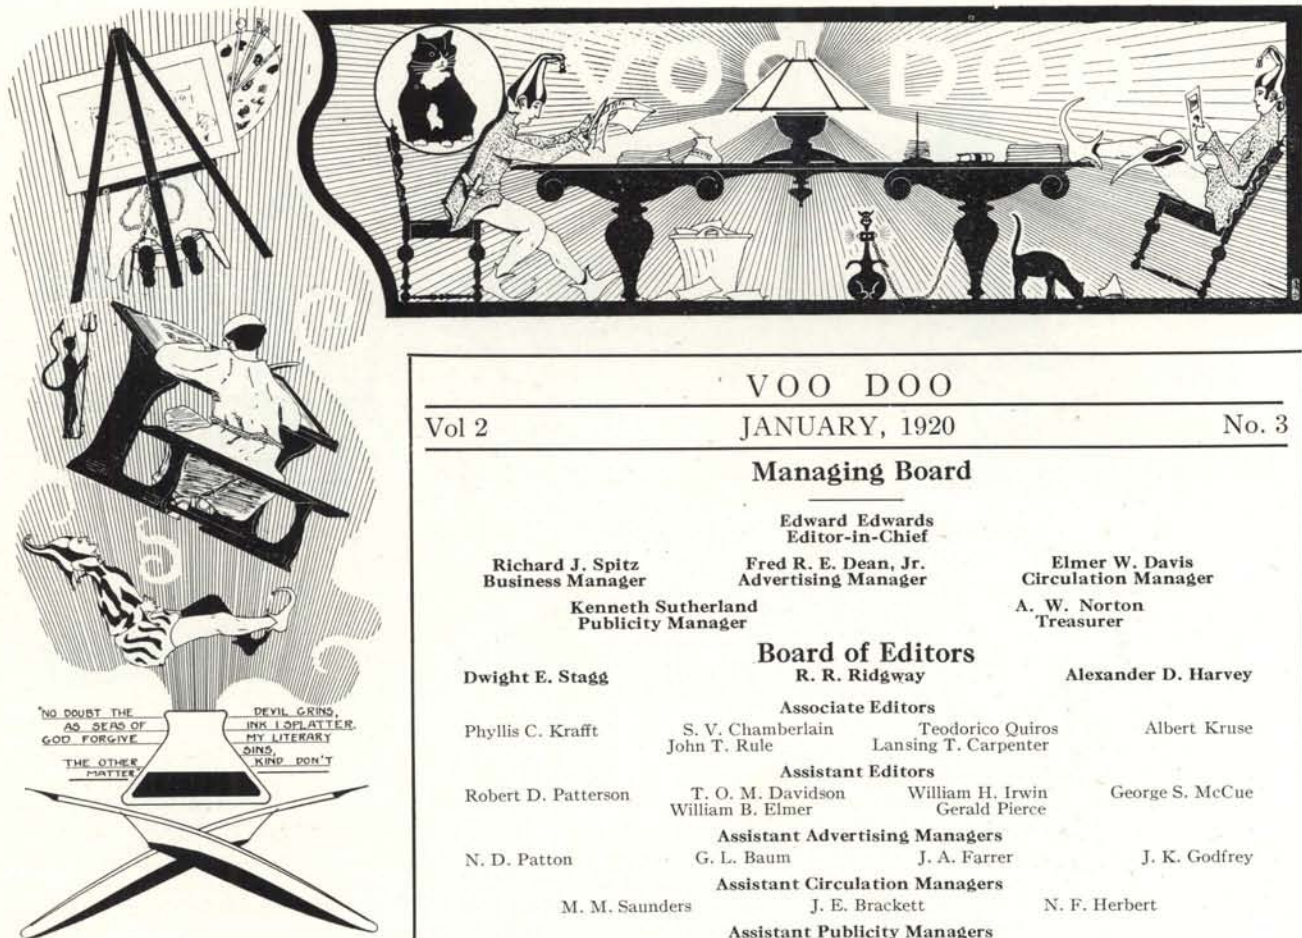 VOO DOO
VOO DOO
Vol 2 JANUARY, 1920 No. 3
Managing Board
Edward Edwards
Editor-in-Chief
Richard J. Spitz Fred R. E. Dean, Jr. Elmer W. Davis
Business Manager Advertising Manager Circulation Manager
Kenneth Sutherland A. W. Norton
Publicity Manager Treasurer
Board of Editors
Dwight E. Stagg R. R. Ridgway Alexander D. Harvey
Associate Editors
Phyllis C. Krafft S. V. Chamberlain Teodorico Quiros Albert Kruse
John T. Rule Lansing T. Carpenter
Assistant Editors
Robert D. Patterson T. O. M. Davidson William H. Irwin George S. McCue
William B. Elmer Gerald Pierce
Assistant Advertising Managers
N. D. Patton G. L. Baum J. A. Farrer J. K. Godfrey
Assistant Circulation Managers
M. M. Saunders J. E. Brackett N. F. Herbert
Assistant Publicity Managers
"NO DOUBT THE DEVIL GRINS,
AS SEAS OF INK I SPLATTER.
GOD FORGIVE MY LITERARY
SINS,
THE OTHER KIND DON'T
MATTER."